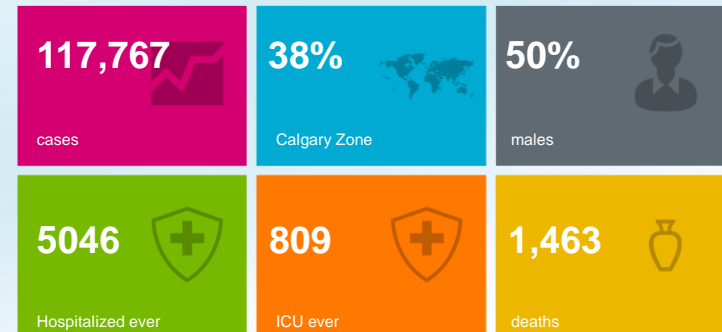 117,767
cases
38%
Calgary Zone
50%
males
5046
Hospitalized ever
809
ICU ever
1,463
deaths